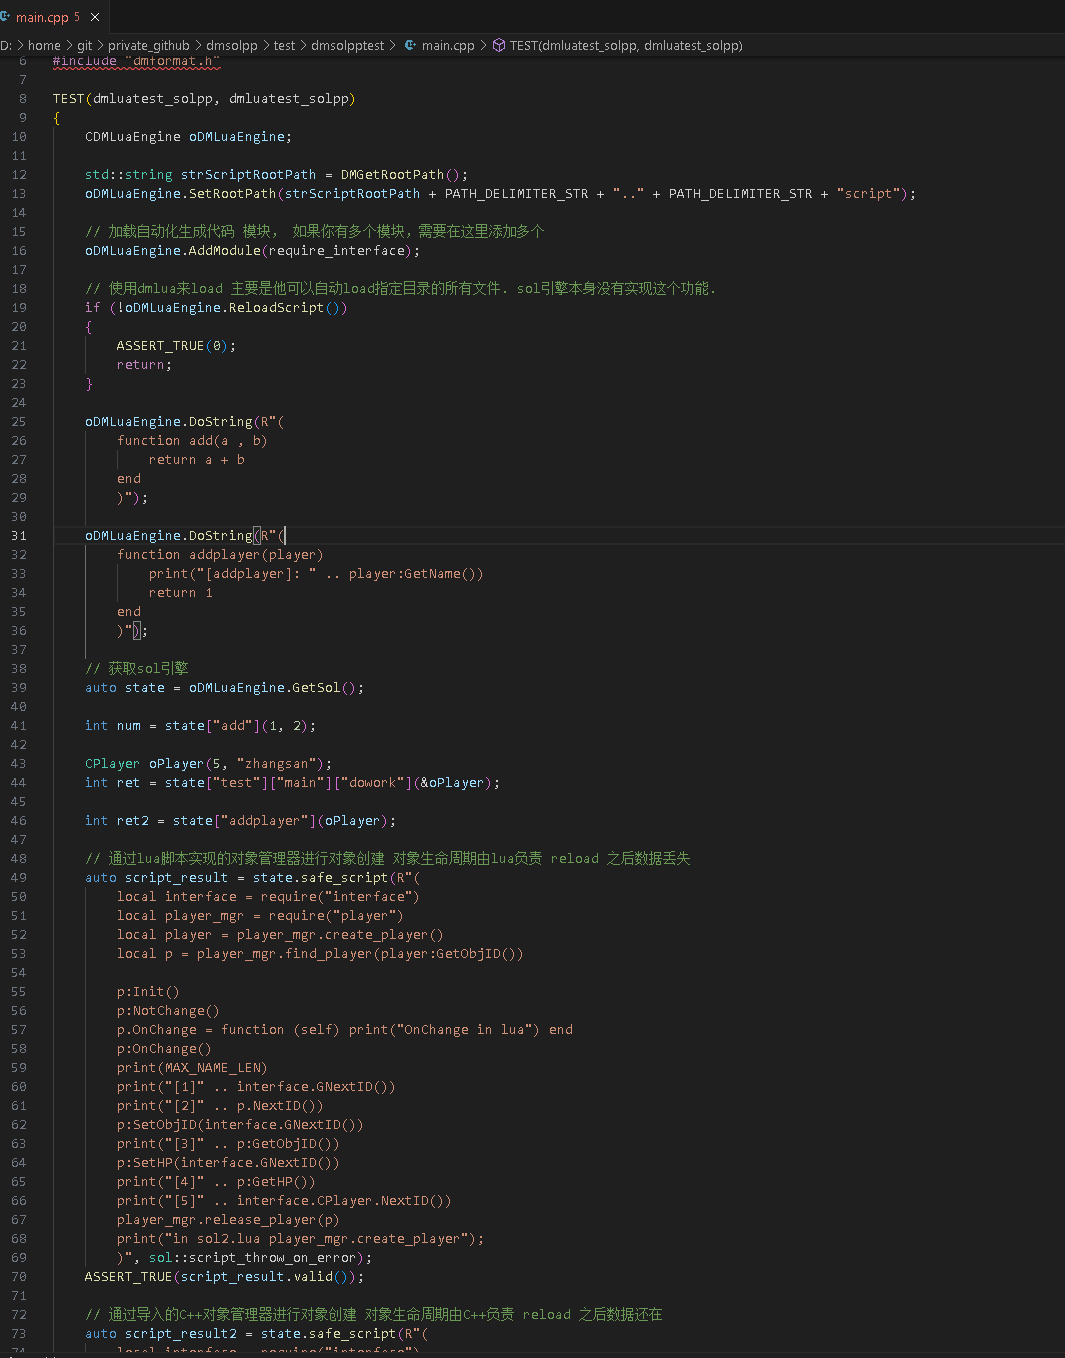 main.cpp 5
D: > home > git > private_github > dmsolpp > test > dmsolpptest > main.cpp > TEST(dmluatest_solpp, dmluatest_solpp)
6 #include "dmformat.h"
7
8 TEST(dmluatest_solpp, dmluatest_solpp)
9 {
10 CDMLuaEngine oDMLuaEngine;
11
12 std::string strScriptRootPath = DMGetRootPath();
13 oDMLuaEngine.SetRootPath(strScriptRootPath + PATH_DELIMITER_STR + ".." + PATH_DELIMITER_STR + "script");
14
15 // 加载自动化生成代码 模块， 如果你有多个模块，需要在这里添加多个
16 oDMLuaEngine.AddModule(require_interface);
17
18 // 使用dmlua来load 主要是他可以自动load指定目录的所有文件. sol引擎本身没有实现这个功能.
19 if (!oDMLuaEngine.ReloadScript())
20 {
21 ASSERT_TRUE(0);
22 return;
23 }
24
25 oDMLuaEngine.DoString(R"(
26 function add(a , b)
27 return a + b
28 end
29 )");
30
31 oDMLuaEngine.DoString(R"(
32 function addplayer(player)
33 print("[addplayer]: " .. player:GetName())
34 return 1
35 end
36 )");
37
38 // 获取sol引擎
39 auto state = oDMLuaEngine.GetSol();
40
41 int num = state["add"](1, 2);
42
43 CPlayer oPlayer(5, "zhangsan");
44 int ret = state["test"]["main"]["dowork"](&oPlayer);
45
46 int ret2 = state["addplayer"](oPlayer);
47
48 // 通过lua脚本实现的对象管理器进行对象创建 对象生命周期由lua负责 reload 之后数据丢失
49 auto script_result = state.safe_script(R"(
50 local interface = require("interface")
51 local player_mgr = require("player")
52 local player = player_mgr.create_player()
53 local p = player_mgr.find_player(player:GetObjID())
54
55 p:Init()
56 p:NotChange()
57 p.OnChange = function (self) print("OnChange in lua") end
58 p:OnChange()
59 print(MAX_NAME_LEN)
60 print("[1]" .. interface.GNextID())
61 print("[2]" .. p.NextID())
62 p:SetObjID(interface.GNextID())
63 print("[3]" .. p:GetObjID())
64 p:SetHP(interface.GNextID())
65 print("[4]" .. p:GetHP())
66 print("[5]" .. interface.CPlayer.NextID())
67 player_mgr.release_player(p)
68 print("in sol2.lua player_mgr.create_player");
69 )", sol::script_throw_on_error);
70 ASSERT_TRUE(script_result.valid());
71
72 // 通过导入的C++对象管理器进行对象创建 对象生命周期由C++负责 reload 之后数据还在
73 auto script_result2 = state.safe_script(R"(
74 local interface = require("interface")